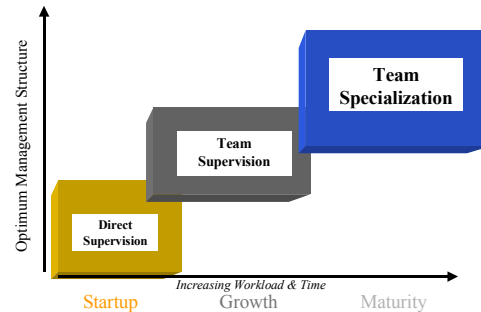 Optimum Management Structure
Team
Specialization
Team
Supervision
Direct
Supervision
Increasing Workload & Time
Startup
Growth
Maturity